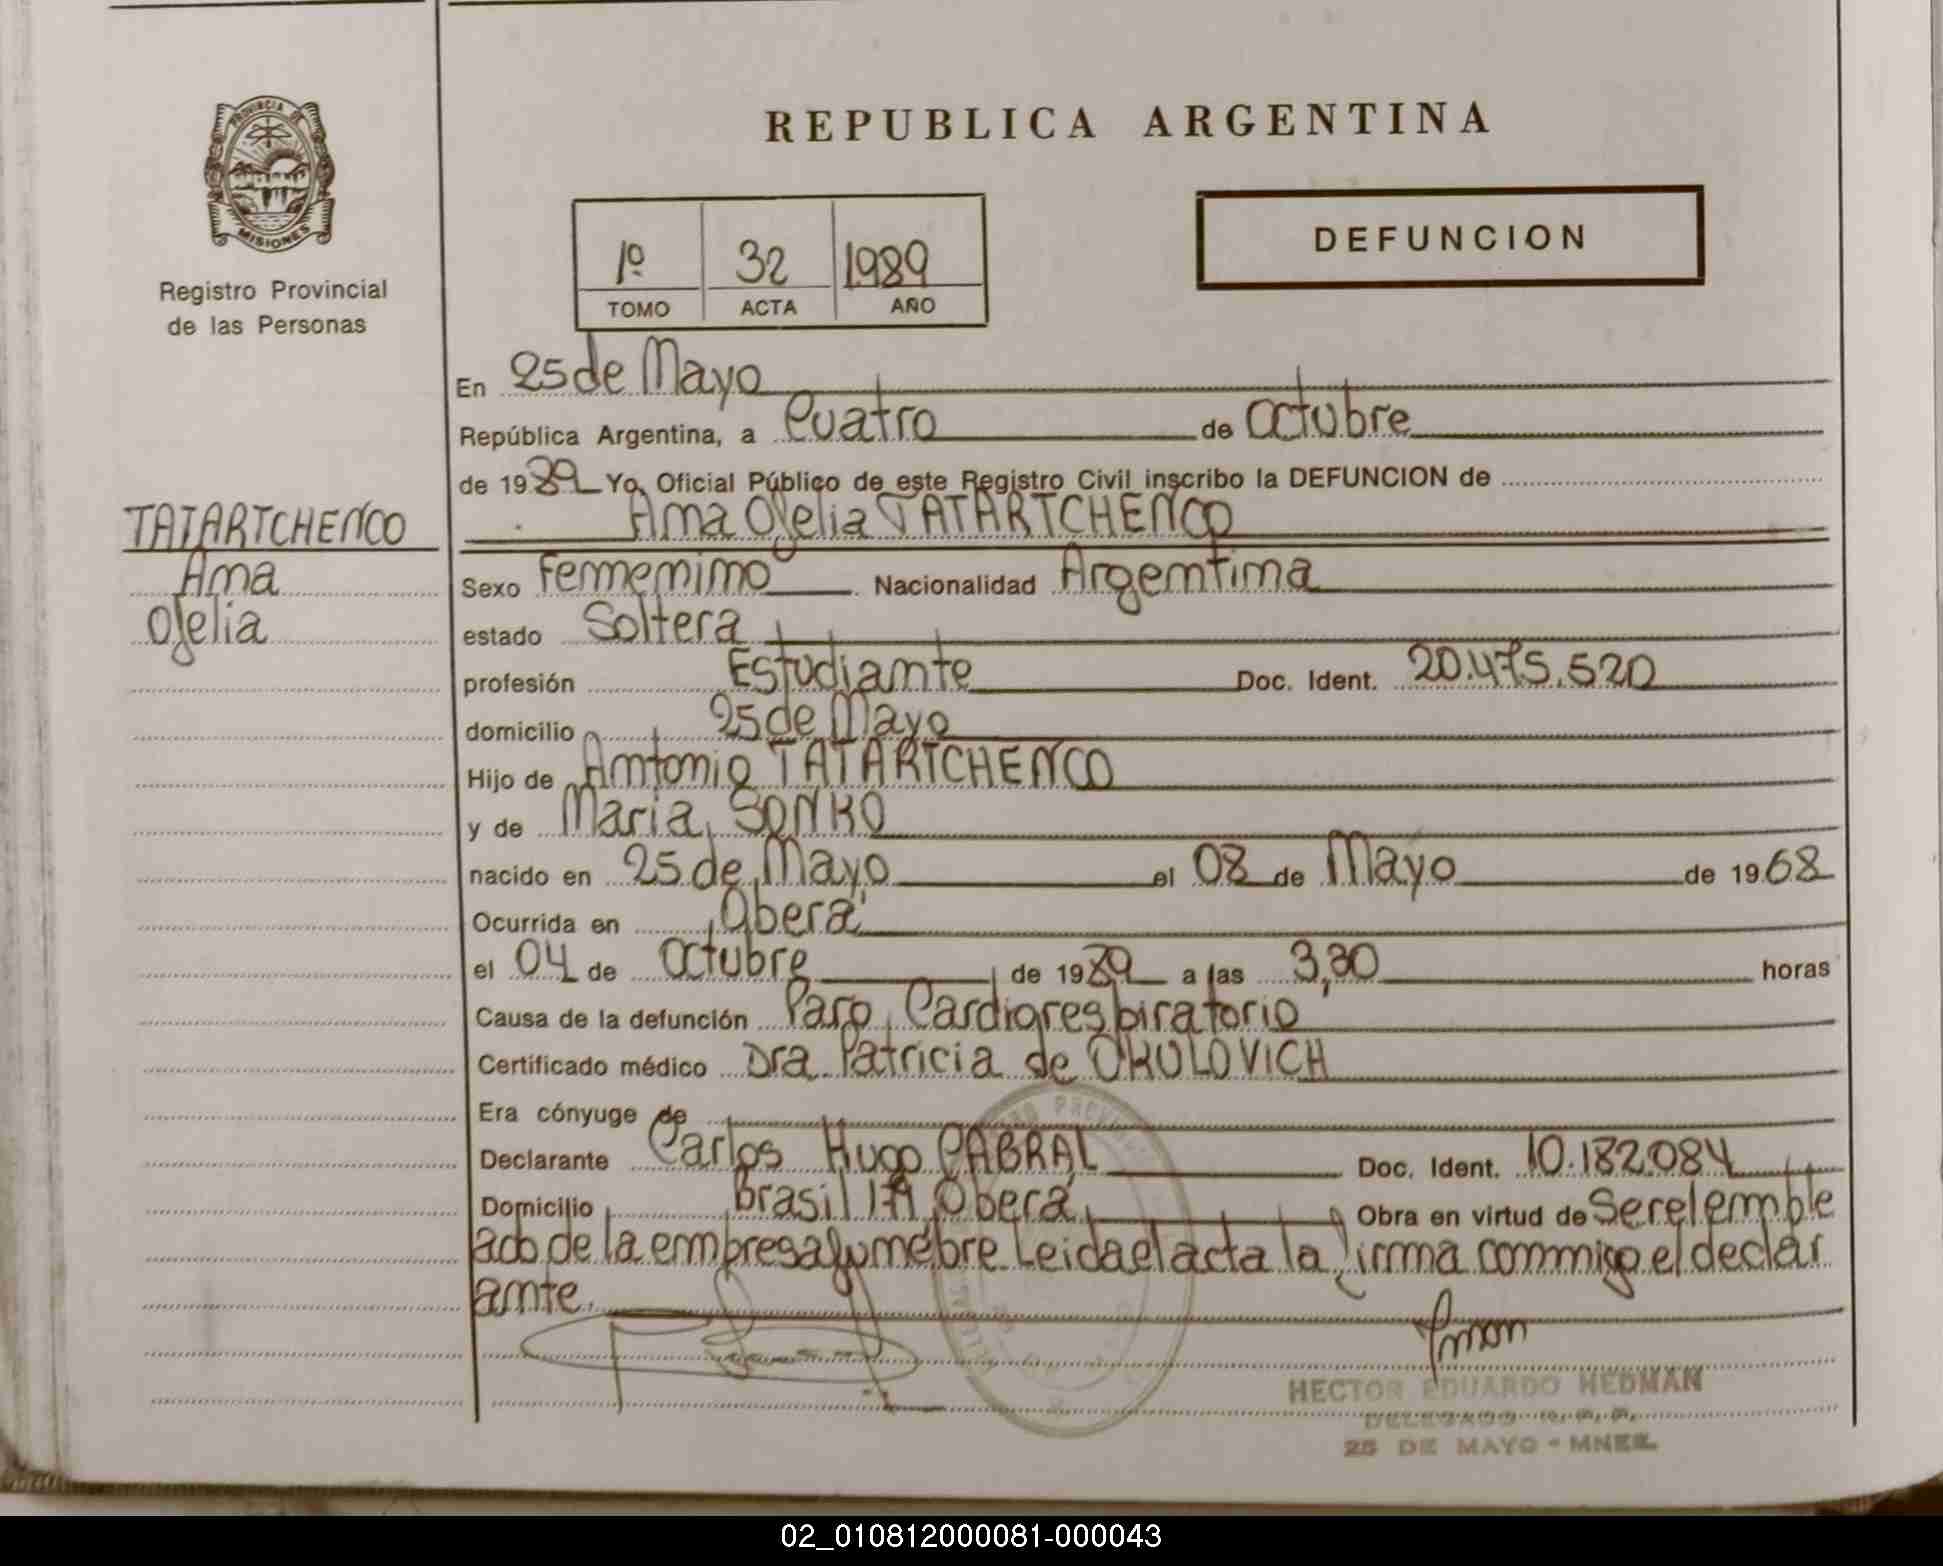 REPUBLICA ARGENTINA
PROVINCIA DE
MISIONES
Registro Provincial
de las Personas
1º 32 1989
TOMO ACTA AÑO
DEFUNCION
En 25 de Mayo
República Argentina, a Cuatro de Octubre
de 1989 Yo, Oficial Público de este Registro Civil inscribo la DEFUNCION de
Ana Ofelia TATARTCHENCO
TATARTCHENCO
Ana
Ofelia
Sexo Femenino Nacionalidad Argentina
estado Soltera
profesión Estudiante Doc. Ident. 20.475.520
domicilio 25 de Mayo
Hijo de Antonio TATARTCHENCO
y de Maria SONKO
nacido en 25 de Mayo el 08 de Mayo de 1968
Ocurrida en Oberá
el 04 de Octubre de 1989 a las 3,30 horas
Causa de la defunción Paro Cardiorespiratorio
Certificado médico Dra. Patricia de OKULOVICH
Era cónyuge de
Declarante Carlos Hugo CABRAL Doc. Ident. 10.182.084
Domicilio Brasil Oberá Obra en virtud de Ser el emple
ado de la empresa funebre Leida el acta la firma conmigo el declar
ante.
HECTOR EDUARDO HEDMAN
DELEGADO R. P. P.
25 DE MAYO - MNES.
02_010812000081-000043